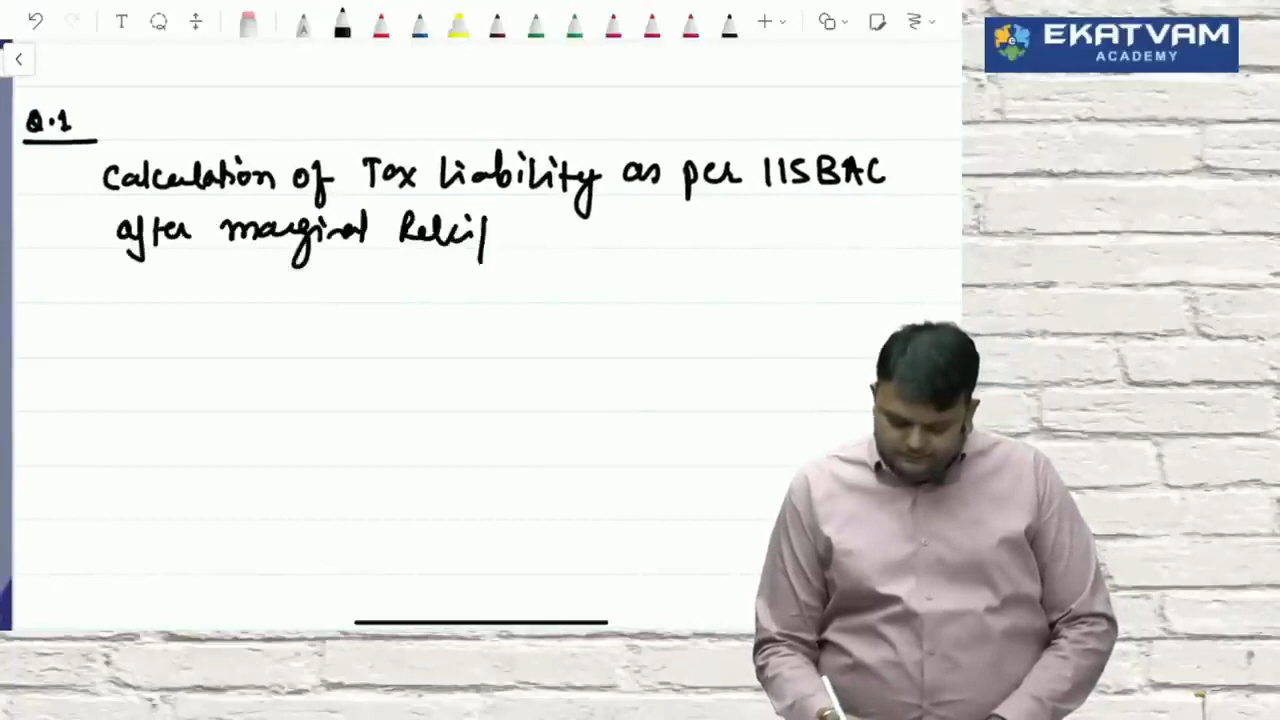 EKATVAM
ACADEMY
Q.1
Calculation of Tax liability as per 115BAC
after marginal Relief